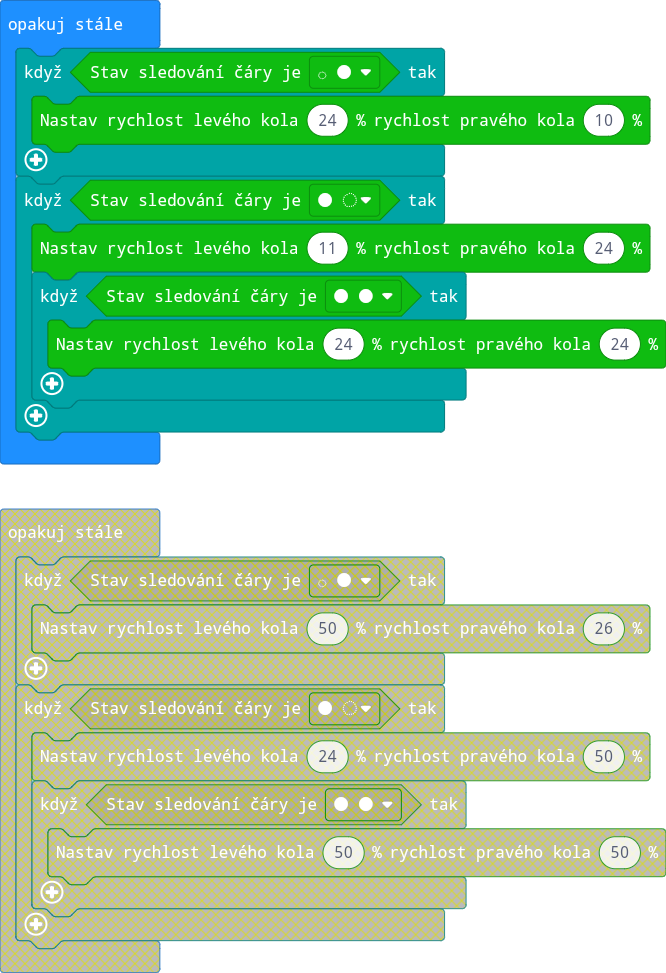 opakuj stále
když Stav sledování čáry je tak
Nastav rychlost levého kola 24 % rychlost pravého kola 10 %
když Stav sledování čáry je tak
Nastav rychlost levého kola 11 % rychlost pravého kola 24 %
když Stav sledování čáry je tak
Nastav rychlost levého kola 24 % rychlost pravého kola 24 %
opakuj stále
když Stav sledování čáry je tak
Nastav rychlost levého kola 50 % rychlost pravého kola 26 %
když Stav sledování čáry je tak
Nastav rychlost levého kola 24 % rychlost pravého kola 50 %
když Stav sledování čáry je tak
Nastav rychlost levého kola 50 % rychlost pravého kola 50 %